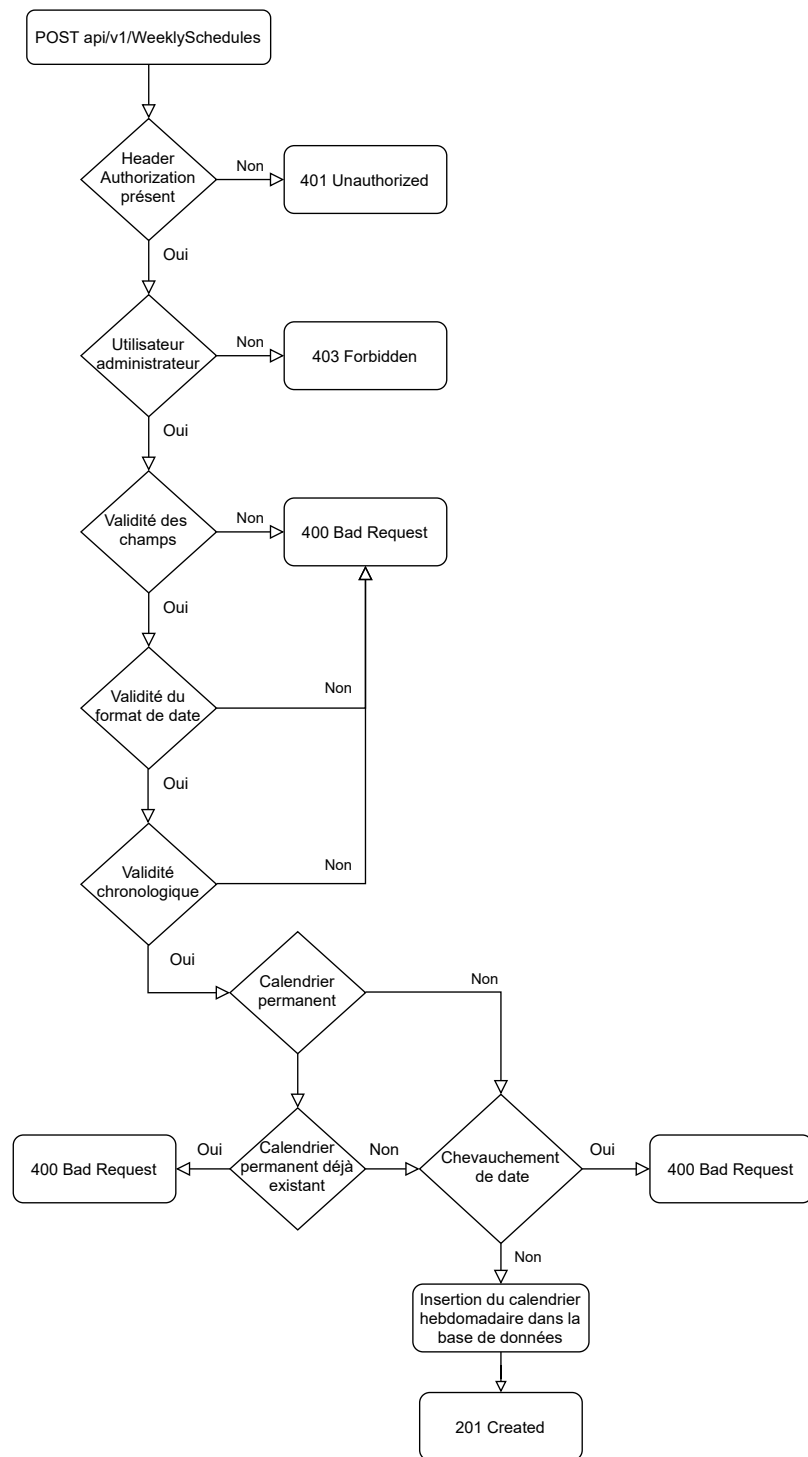 POST api/v1/WeeklySchedules
Header
Authorization
présent
Non
401 Unauthorized
Oui
Utilisateur
administrateur
Non
403 Forbidden
Oui
Validité des
champs
Non
400 Bad Request
Oui
Validité du
format de date
Non
Oui
Validité
chronologique
Non
Oui
Calendrier
permanent
Non
400 Bad Request
Oui
Calendrier
permanent déjà
existant
Non
Chevauchement
de date
Oui
400 Bad Request
Non
Insertion du calendrier
hebdomadaire dans la
base de données
201 Created